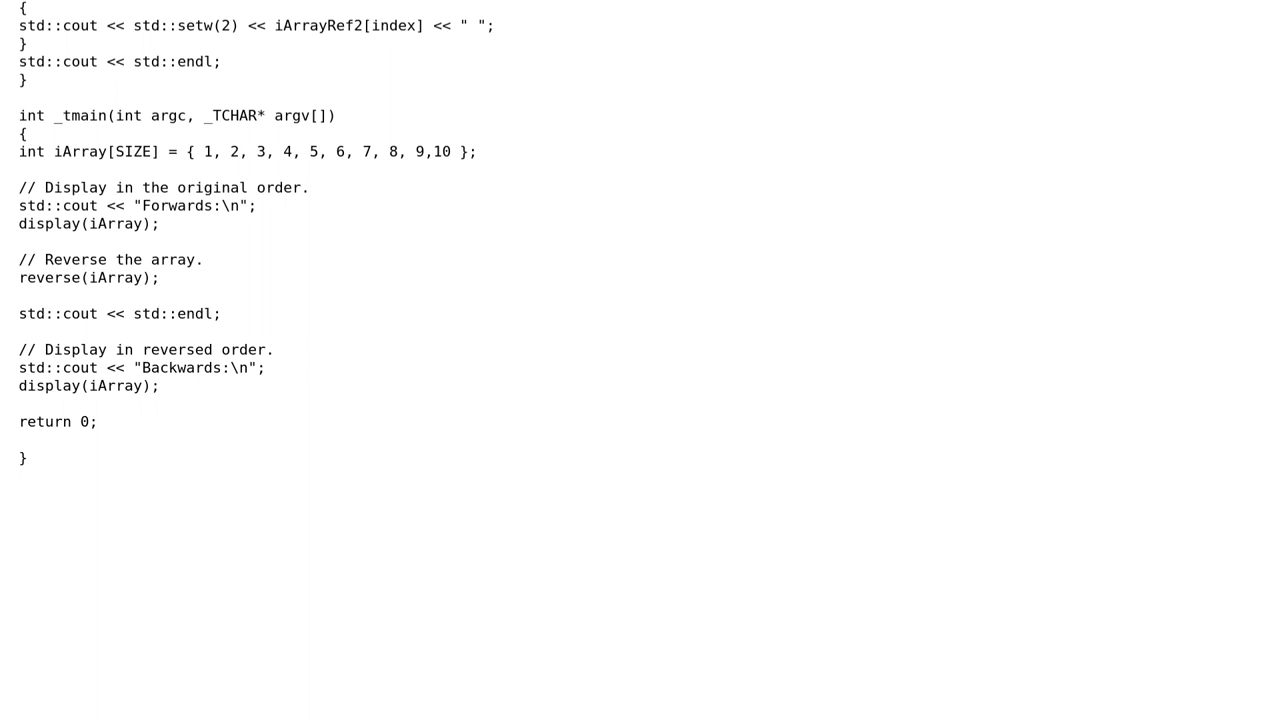 {
std::cout << std::setw(2) << iArrayRef2[index] << " ";
}
std::cout << std::endl;
}

int _tmain(int argc, _TCHAR* argv[])
{
int iArray[SIZE] = { 1, 2, 3, 4, 5, 6, 7, 8, 9,10 };

// Display in the original order.
std::cout << "Forwards:\n";
display(iArray);

// Reverse the array.
reverse(iArray);

std::cout << std::endl;

// Display in reversed order.
std::cout << "Backwards:\n";
display(iArray);

return 0;

}